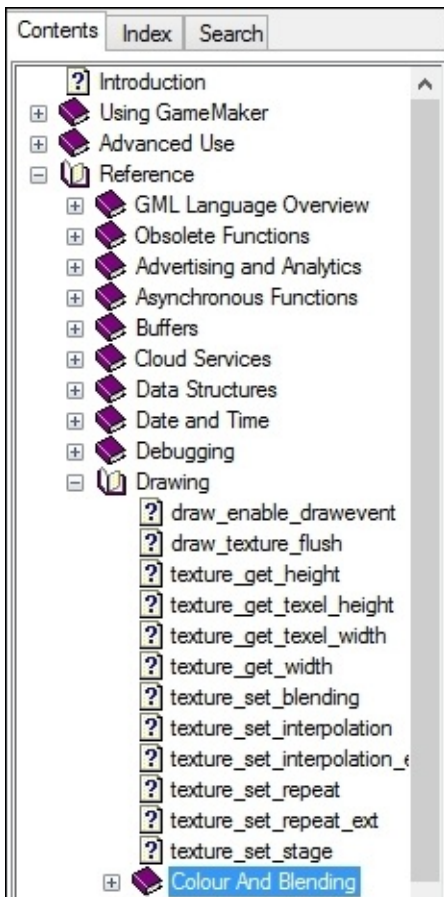 Contents Index Search
Introduction
Using GameMaker
Advanced Use
Reference
GML Language Overview
Obsolete Functions
Advertising and Analytics
Asynchronous Functions
Buffers
Cloud Services
Data Structures
Date and Time
Debugging
Drawing
draw_enable_drawevent
draw_texture_flush
texture_get_height
texture_get_texel_height
texture_get_texel_width
texture_get_width
texture_set_blending
texture_set_interpolation
texture_set_interpolation_e
texture_set_repeat
texture_set_repeat_ext
texture_set_stage
Colour And Blending